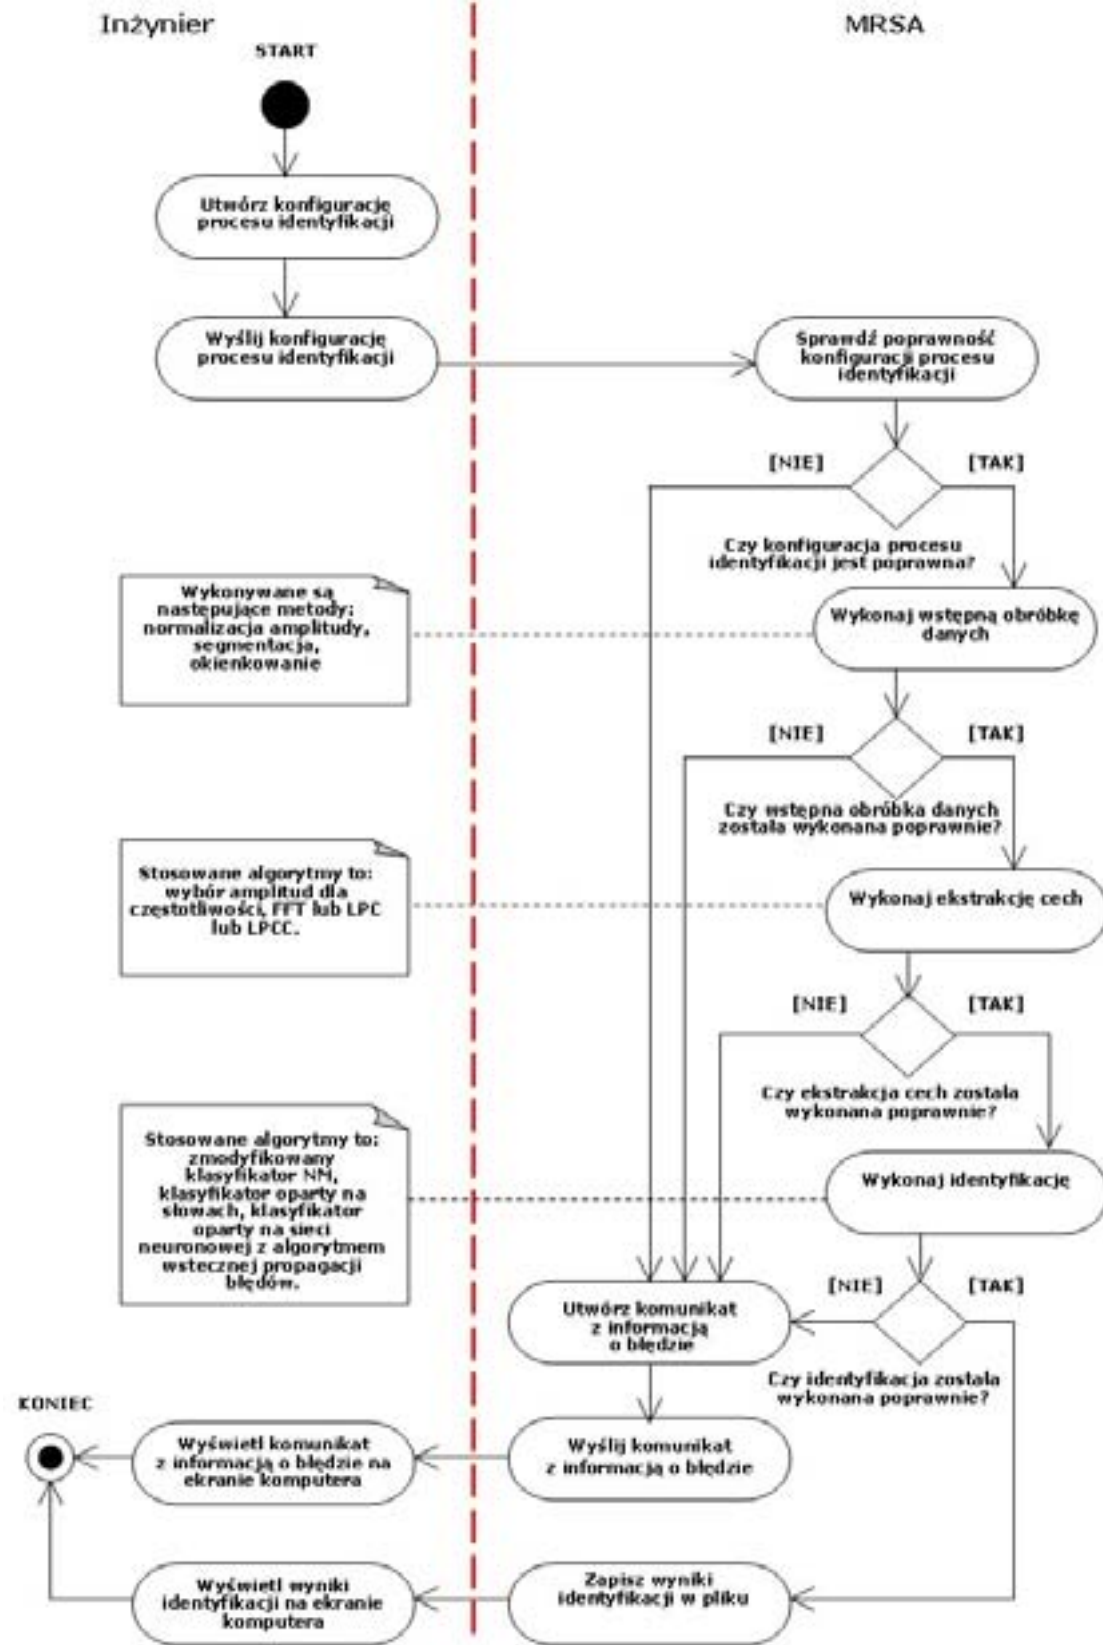 Inżynier
MRSA
START
Utwórz konfigurację
procesu identyfikacji
Wyślij konfigurację
procesu identyfikacji
Sprawdź poprawność
konfiguracji procesu
identyfikacji
[NIE]
[TAK]
Czy konfiguracja procesu
identyfikacji jest poprawna?
Wykonywane są
następujące metody:
normalizacja amplitudy,
segmentacja,
okienkowanie
Wykonaj wstępną obróbkę
danych
[NIE]
[TAK]
Czy wstępna obróbka danych
została wykonana poprawnie?
Stosowane algorytmy to:
wybór amplitud dla
częstotliwości, FFT lub LPC
lub LPCC.
Wykonaj ekstrakcję cech
[NIE]
[TAK]
Czy ekstrakcja cech została
wykonana poprawnie?
Stosowane algorytmy to:
zmodyfikowany
klasyfikator NM,
klasyfikator oparty na
słowach, klasyfikator
oparty na sieci
neuronowej z algorytmem
wstecznej propagacji
błędów.
Wykonaj identyfikację
[NIE]
[TAK]
Utwórz komunikat
z informacją
o błędzie
Czy identyfikacja została
wykonana poprawnie?
KONIEC
Wyświetl komunikat
z informacją o błędzie na
ekranie komputera
Wyślij komunikat
z informacją o błędzie
Wyświetl wyniki
identyfikacji na ekranie
komputera
Zapisz wyniki
identyfikacji w pliku